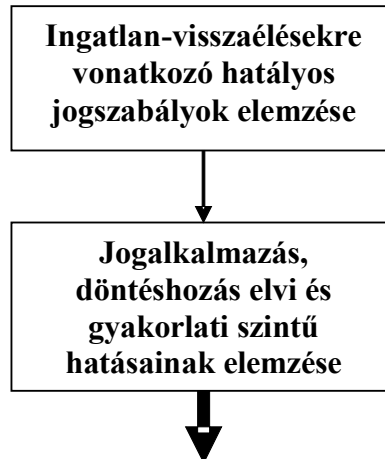 Ingatlan-visszaélésekre
vonatkozó hatályos
jogszabályok elemzése
Jogalkalmazás,
döntéshozás elvi és
gyakorlati szintű
hatásainak elemzése